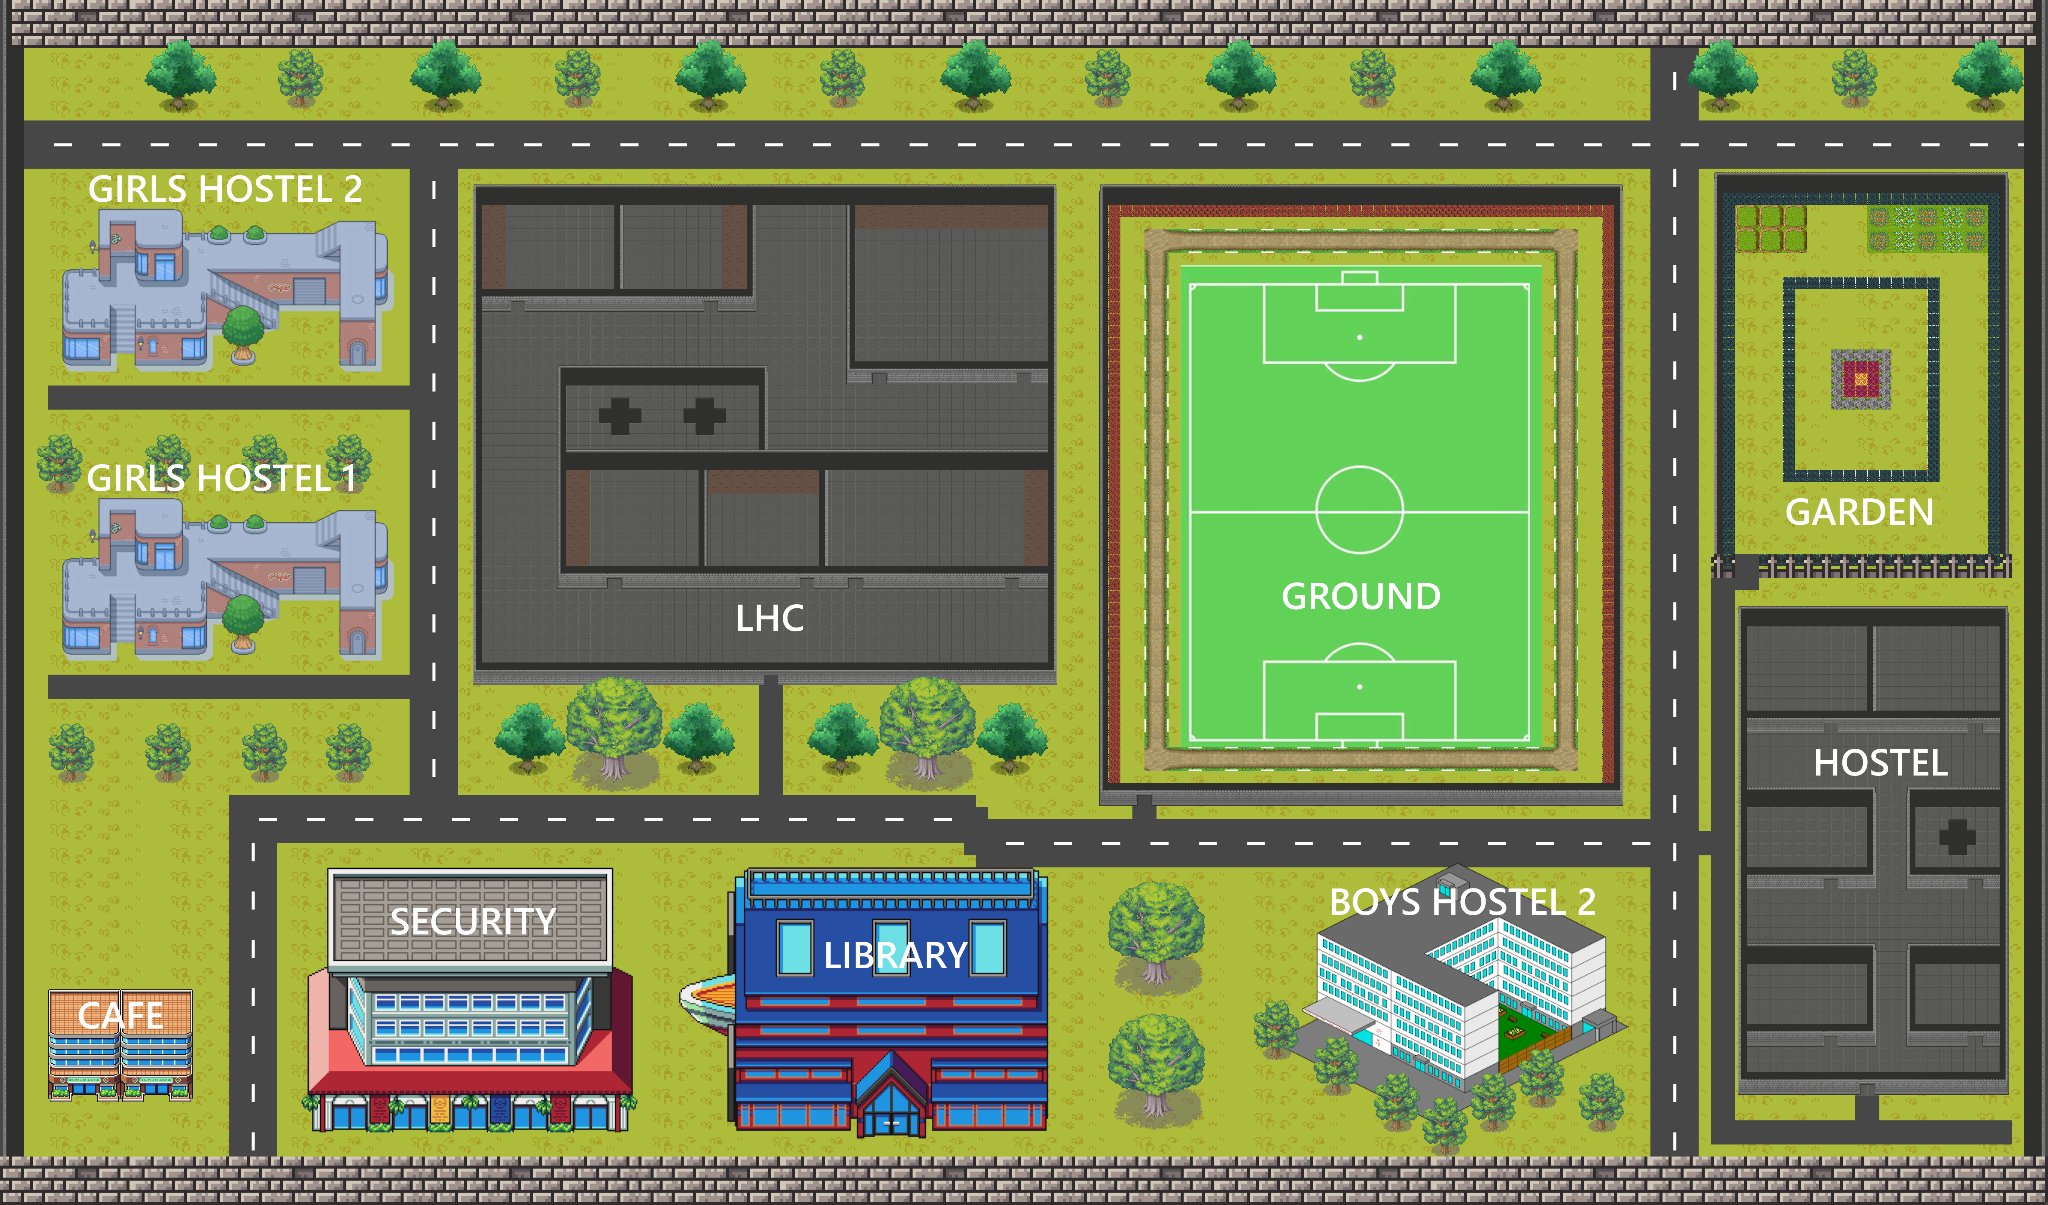 GIRLS HOSTEL 2
GIRLS HOSTEL 1
LHC
GROUND
GARDEN
HOSTEL
SECURITY
LIBRARY
BOYS HOSTEL 2
CAFE